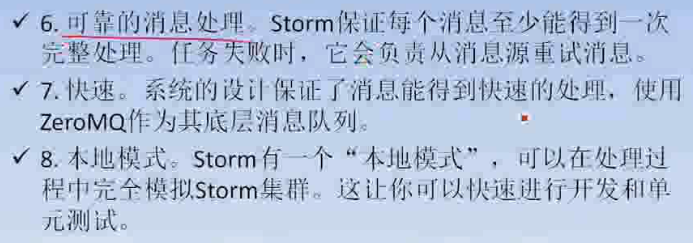 ✓ 6. 可靠的消息处理。Storm保证每个消息至少能得到一次
完整处理。任务失败时，它会负责从消息源重试消息。
✓ 7. 快速。系统的设计保证了消息能得到快速的处理，使用
ZeroMQ作为其底层消息队列。
✓ 8. 本地模式。Storm有一个“本地模式”，可以在处理过
程中完全模拟Storm集群。这让你可以快速进行开发和单
元测试。